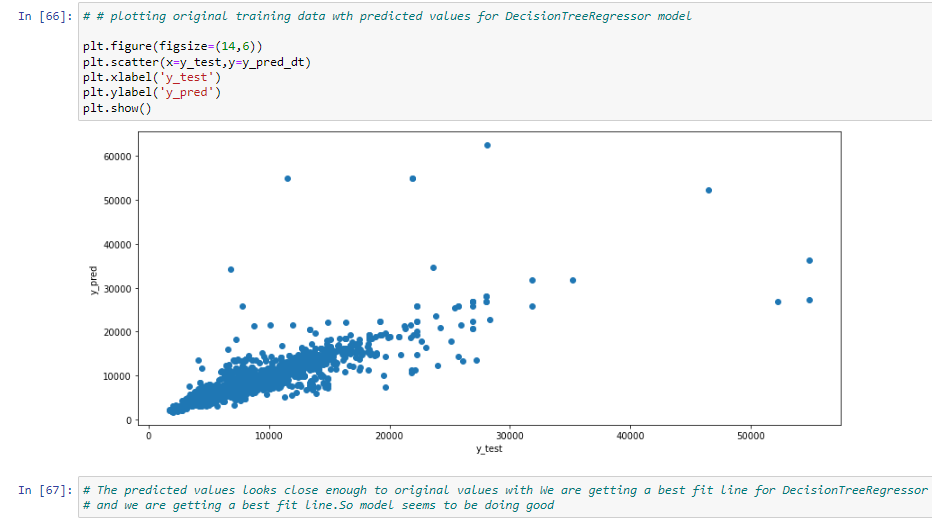 In [66]: # # plotting original training data wth predicted values for DecisionTreeRegressor model
plt.figure(figsize=(14,6))
plt.scatter(x=y_test,y=y_pred_dt)
plt.xlabel('y_test')
plt.ylabel('y_pred')
plt.show()
60000
50000
40000
30000
20000
10000
0
y_pred
0 10000 20000 30000 40000 50000
y_test
In [67]: # The predicted values looks close enough to original values with We are getting a best fit line for DecisionTreeRegressor
# and we are getting a best fit line.So model seems to be doing good